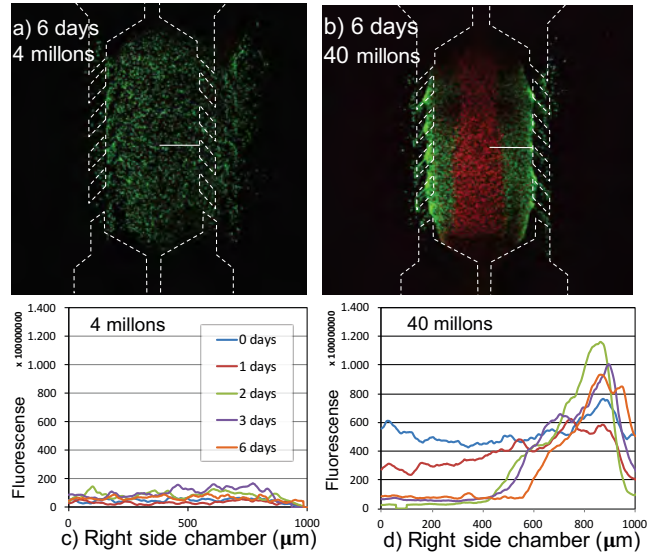 a) 6 days
4 millons
b) 6 days
40 millons
1.400
1.200
1.000
800
600
400
200
0
x 100000000
Fluorescense
4 millons
0 days
1 days
2 days
3 days
6 days
0
500
1000
c) Right side chamber (μm)
1.400
1.200
1.000
800
600
400
200
0
x 100000000
Fluorescense
40 millons
0
200
400
600
800
1000
d) Right side chamber (μm)